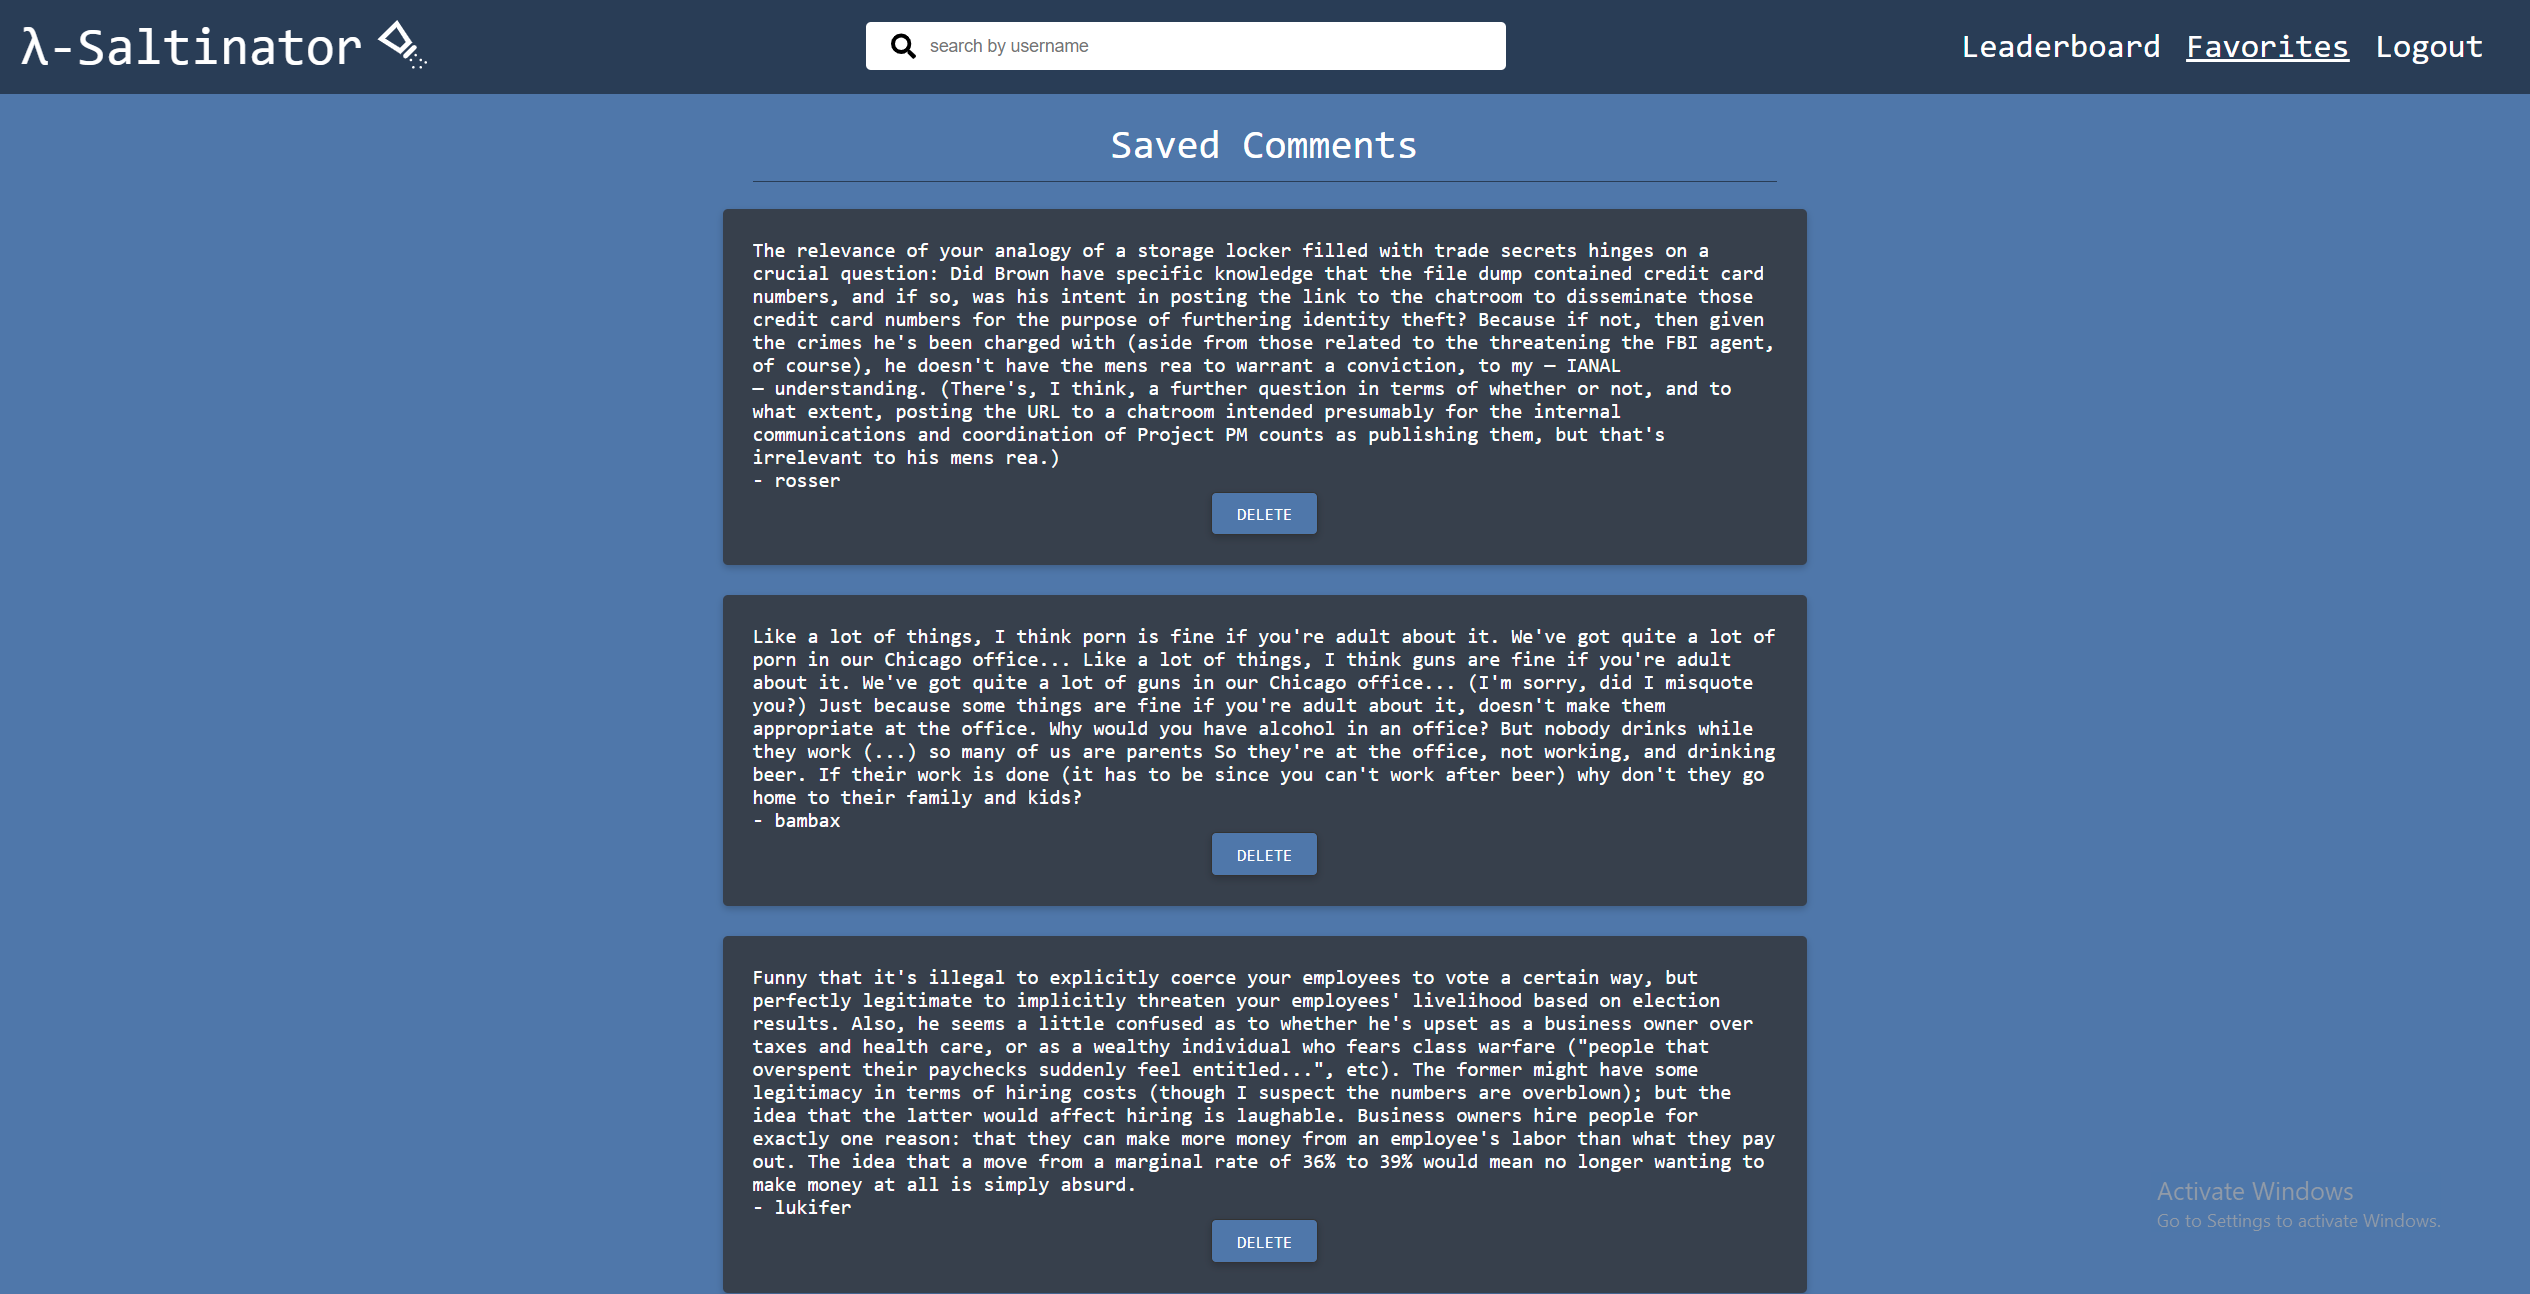 λ-Saltinator
search by username
Leaderboard Favorites Logout
Saved Comments
The relevance of your analogy of a storage locker filled with trade secrets hinges on a
crucial question: Did Brown have specific knowledge that the file dump contained credit card
numbers, and if so, was his intent in posting the link to the chatroom to disseminate those
credit card numbers for the purpose of furthering identity theft? Because if not, then given
the crimes he's been charged with (aside from those related to the threatening the FBI agent,
of course), he doesn't have the mens rea to warrant a conviction, to my — IANAL
— understanding. (There's, I think, a further question in terms of whether or not, and to
what extent, posting the URL to a chatroom intended presumably for the internal
communications and coordination of Project PM counts as publishing them, but that's
irrelevant to his mens rea.)
- rosser
DELETE
Like a lot of things, I think porn is fine if you're adult about it. We've got quite a lot of
porn in our Chicago office... Like a lot of things, I think guns are fine if you're adult
about it. We've got quite a lot of guns in our Chicago office... (I'm sorry, did I misquote
you?) Just because some things are fine if you're adult about it, doesn't make them
appropriate at the office. Why would you have alcohol in an office? But nobody drinks while
they work (...) so many of us are parents So they're at the office, not working, and drinking
beer. If their work is done (it has to be since you can't work after beer) why don't they go
home to their family and kids?
- bambax
DELETE
Funny that it's illegal to explicitly coerce your employees to vote a certain way, but
perfectly legitimate to implicitly threaten your employees' livelihood based on election
results. Also, he seems a little confused as to whether he's upset as a business owner over
taxes and health care, or as a wealthy individual who fears class warfare ("people that
overspent their paychecks suddenly feel entitled...", etc). The former might have some
legitimacy in terms of hiring costs (though I suspect the numbers are overblown); but the
idea that the latter would affect hiring is laughable. Business owners hire people for
exactly one reason: that they can make more money from an employee's labor than what they pay
out. The idea that a move from a marginal rate of 36% to 39% would mean no longer wanting to
make money at all is simply absurd.
- lukifer
DELETE
Activate Windows
Go to Settings to activate Windows.